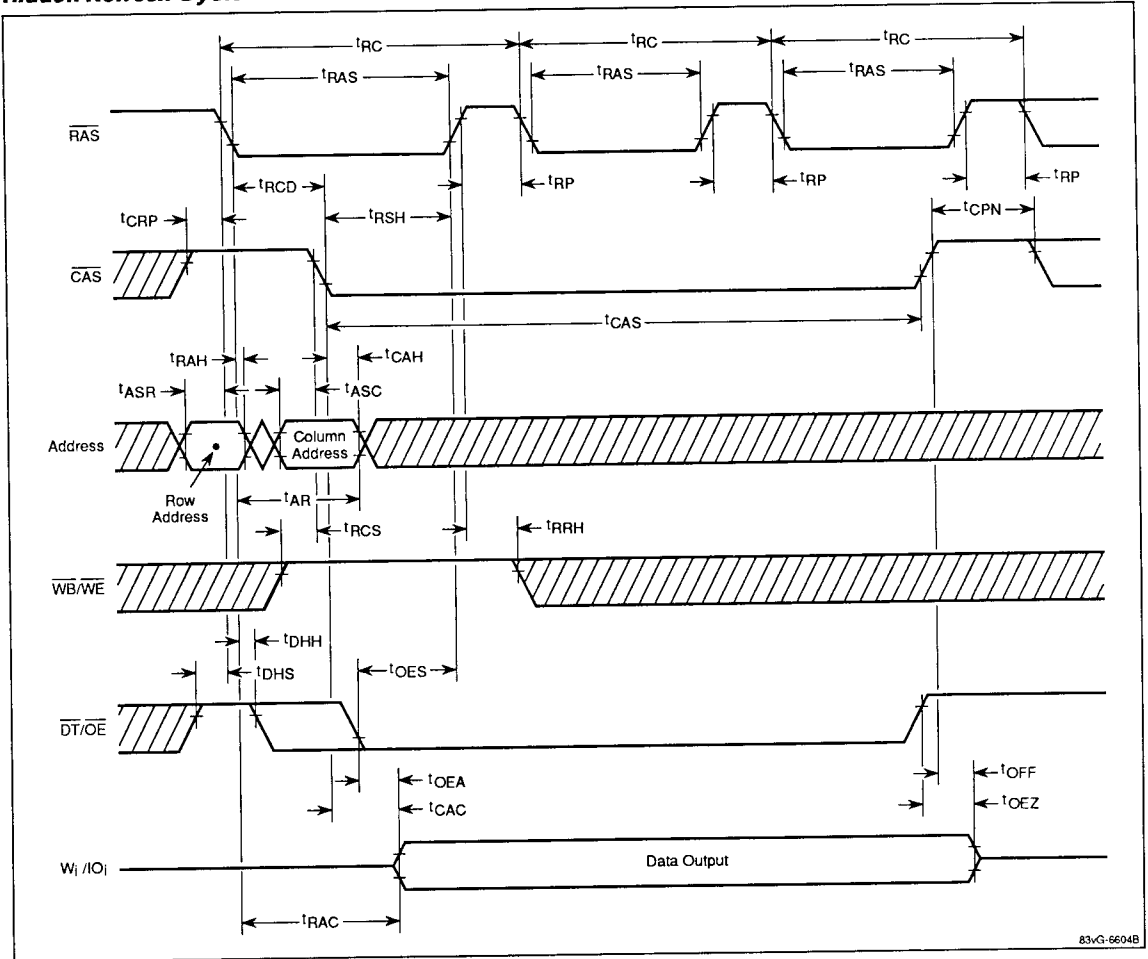 Hidden Refresh Cycle
tRC tRC tRC
tRAS tRAS tRAS
RAS
tRCD tRP tRP tRP
tCRP tRSH tCPN
CAS
tCAS
tRAH tCAH
tASR tASC
Address
Column
Address
Row
Address
tAR
tRCS tRRH
WB/WE
tDHH
tDHS tOES
DT/OE
tOEA tOFF
tCAC tOEZ
Wi/IOi
Data Output
tRAC
83vG-6604B